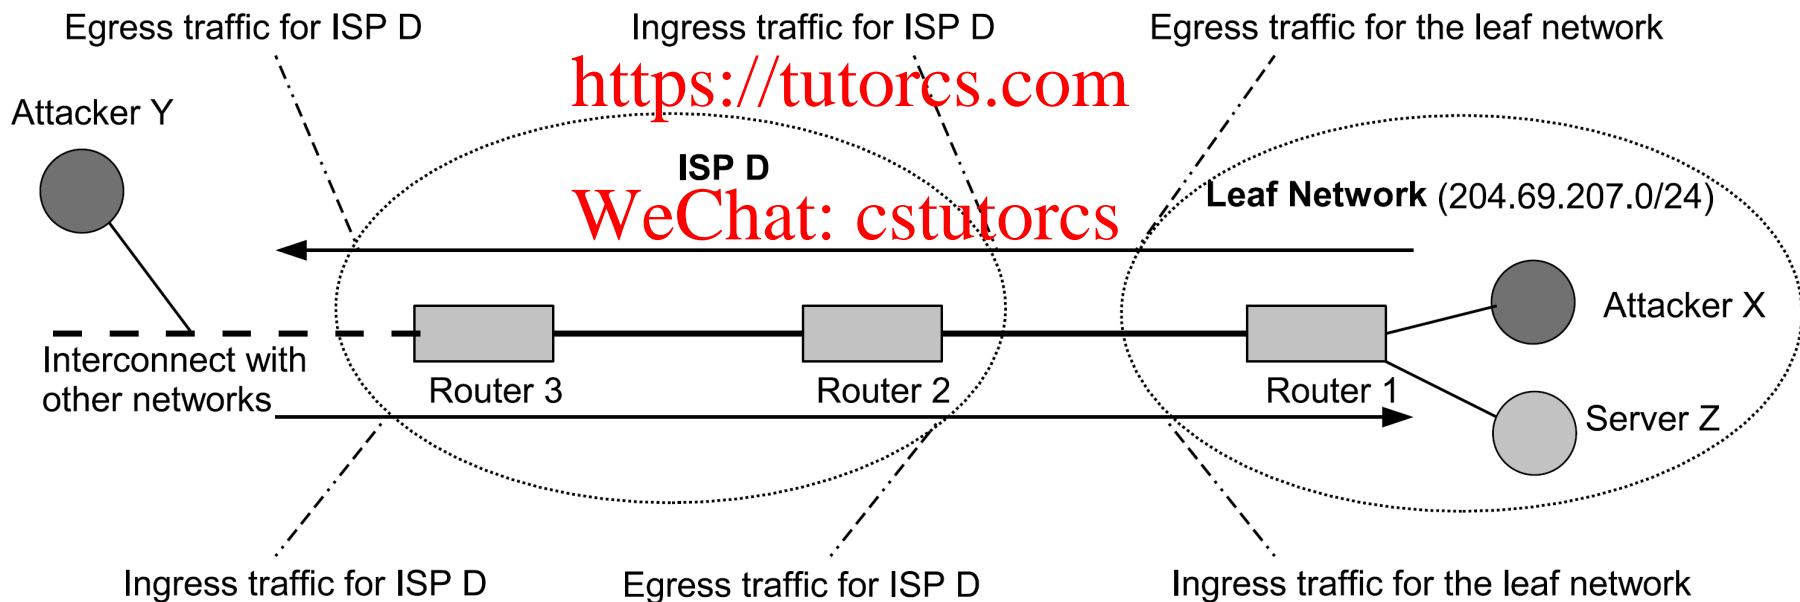 Egress traffic for ISP D
Ingress traffic for ISP D
Egress traffic for the leaf network
https://tutorcs.com
Attacker Y
ISP D
WeChat: cstutorcs
Leaf Network (204.69.207.0/24)
Attacker X
Interconnect with
other networks
Router 3
Router 2
Router 1
Server Z
Ingress traffic for ISP D
Egress traffic for ISP D
Ingress traffic for the leaf network